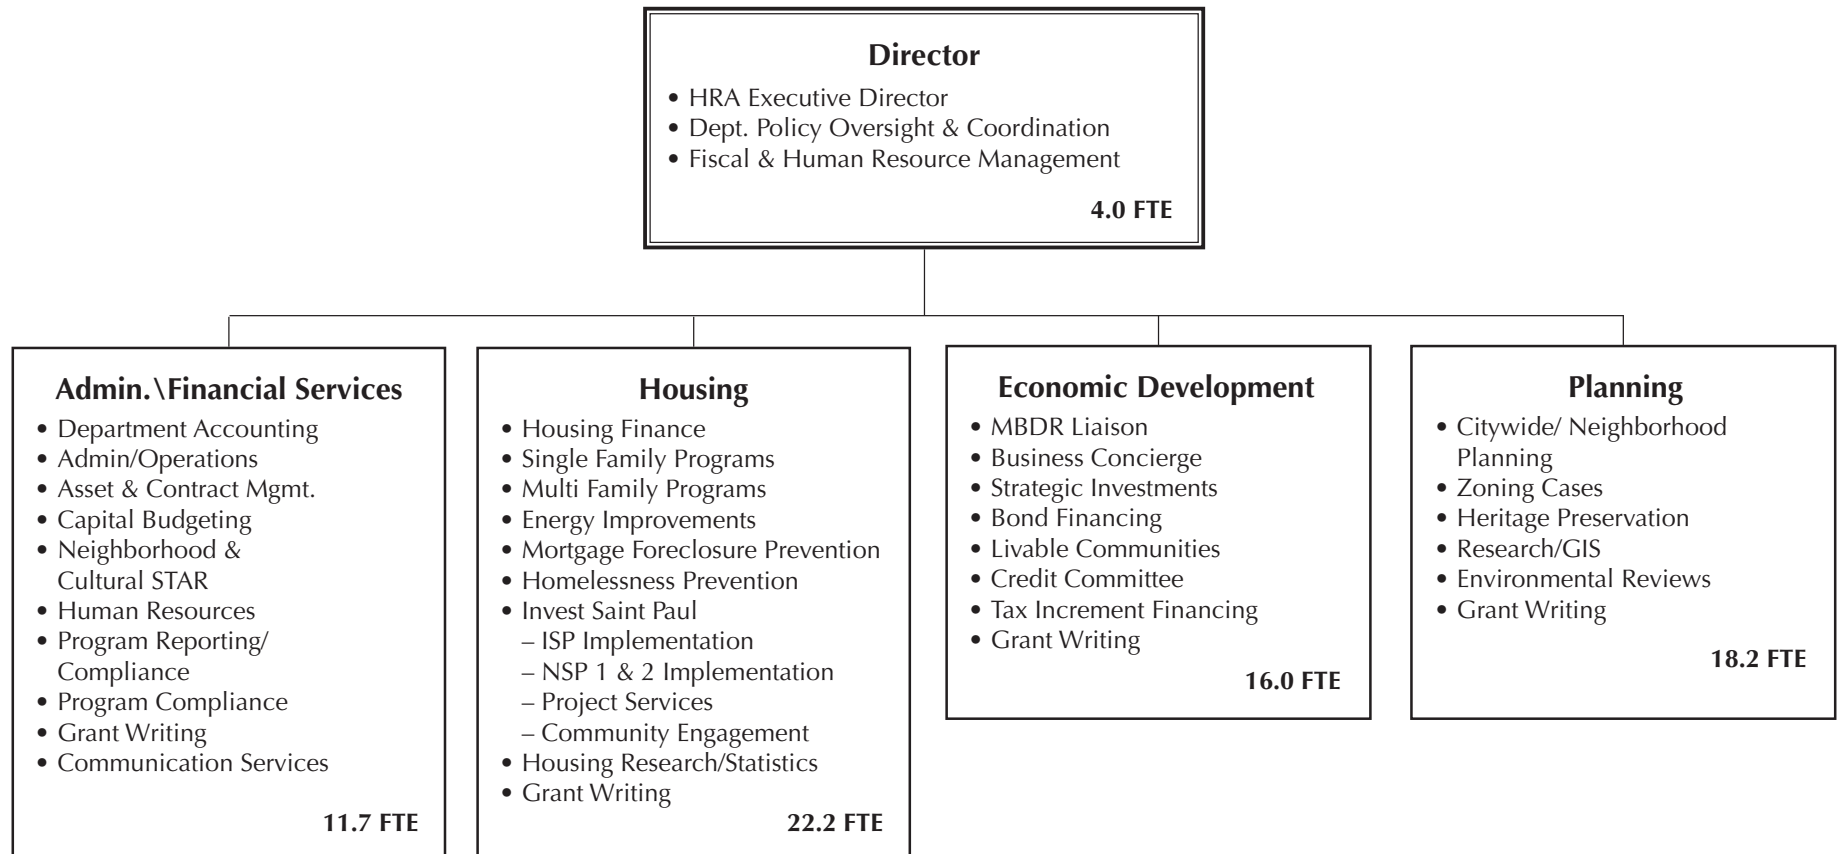 Director
• HRA Executive Director
• Dept. Policy Oversight & Coordination
• Fiscal & Human Resource Management
4.0 FTE
Admin.\Financial Services
• Department Accounting
• Admin/Operations
• Asset & Contract Mgmt.
• Capital Budgeting
• Neighborhood &
Cultural STAR
• Human Resources
• Program Reporting/
Compliance
• Program Compliance
• Grant Writing
• Communication Services
11.7 FTE
Housing
• Housing Finance
• Single Family Programs
• Multi Family Programs
• Energy Improvements
• Mortgage Foreclosure Prevention
• Homelessness Prevention
• Invest Saint Paul
– ISP Implementation
– NSP 1 & 2 Implementation
– Project Services
– Community Engagement
• Housing Research/Statistics
• Grant Writing
22.2 FTE
Economic Development
• MBDR Liaison
• Business Concierge
• Strategic Investments
• Bond Financing
• Livable Communities
• Credit Committee
• Tax Increment Financing
• Grant Writing
16.0 FTE
Planning
• Citywide/ Neighborhood
Planning
• Zoning Cases
• Heritage Preservation
• Research/GIS
• Environmental Reviews
• Grant Writing
18.2 FTE